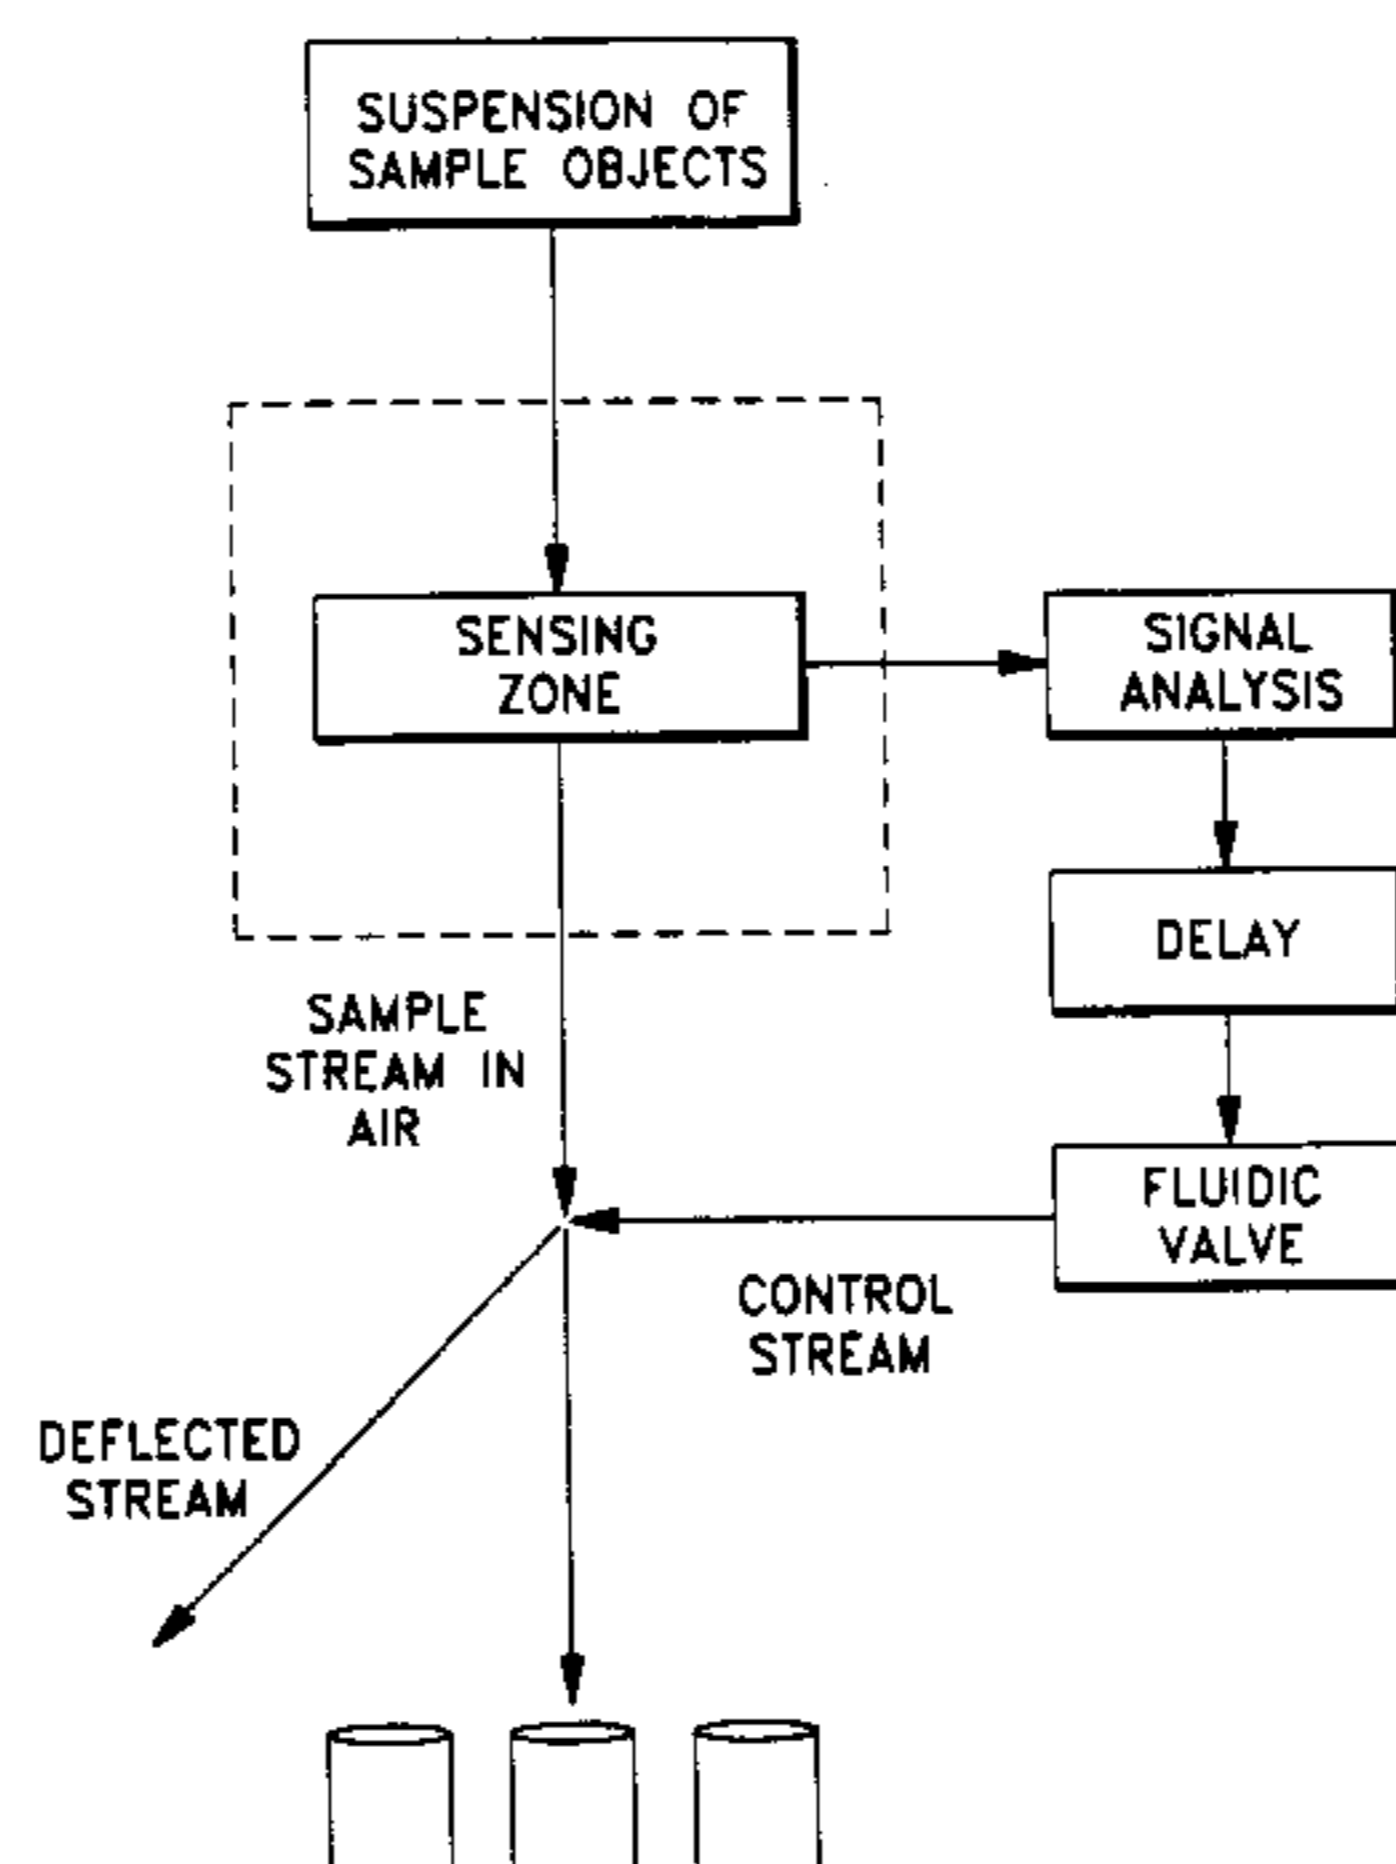 SUSPENSION OF
SAMPLE OBJECTS
SENSING
ZONE
SIGNAL
ANALYSIS
DELAY
SAMPLE
STREAM IN
AIR
FLUIDIC
VALVE
CONTROL
STREAM
DEFLECTED
STREAM